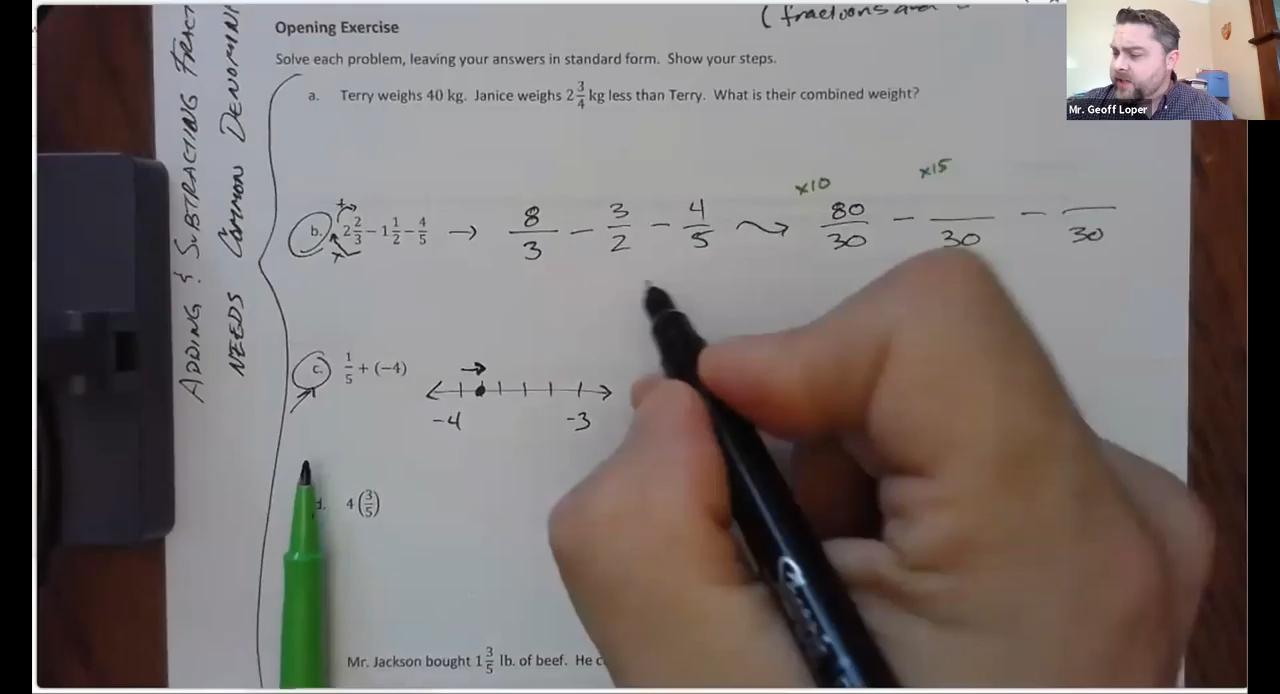 (fractions
Opening Exercise
Solve each problem, leaving your answers in standard form. Show your steps.
a. Terry weighs 40 kg. Janice weighs 2 3/4 kg less than Terry. What is their combined weight?
×10 ×15
b. 2 2/3 − 1 1/2 − 4/5 → 8/3 − 3/2 − 4/5 ⇝ 80/30 − __/30 − __/30
+
×
c. 1/5 + (−4)
−4 −3
d. 4(3/5)
Mr. Jackson bought 1 3/5 lb. of beef. He
ADDING & SUBTRACTING FRACT
NEEDS COMMON DENOMIN
Mr. Geoff Loper